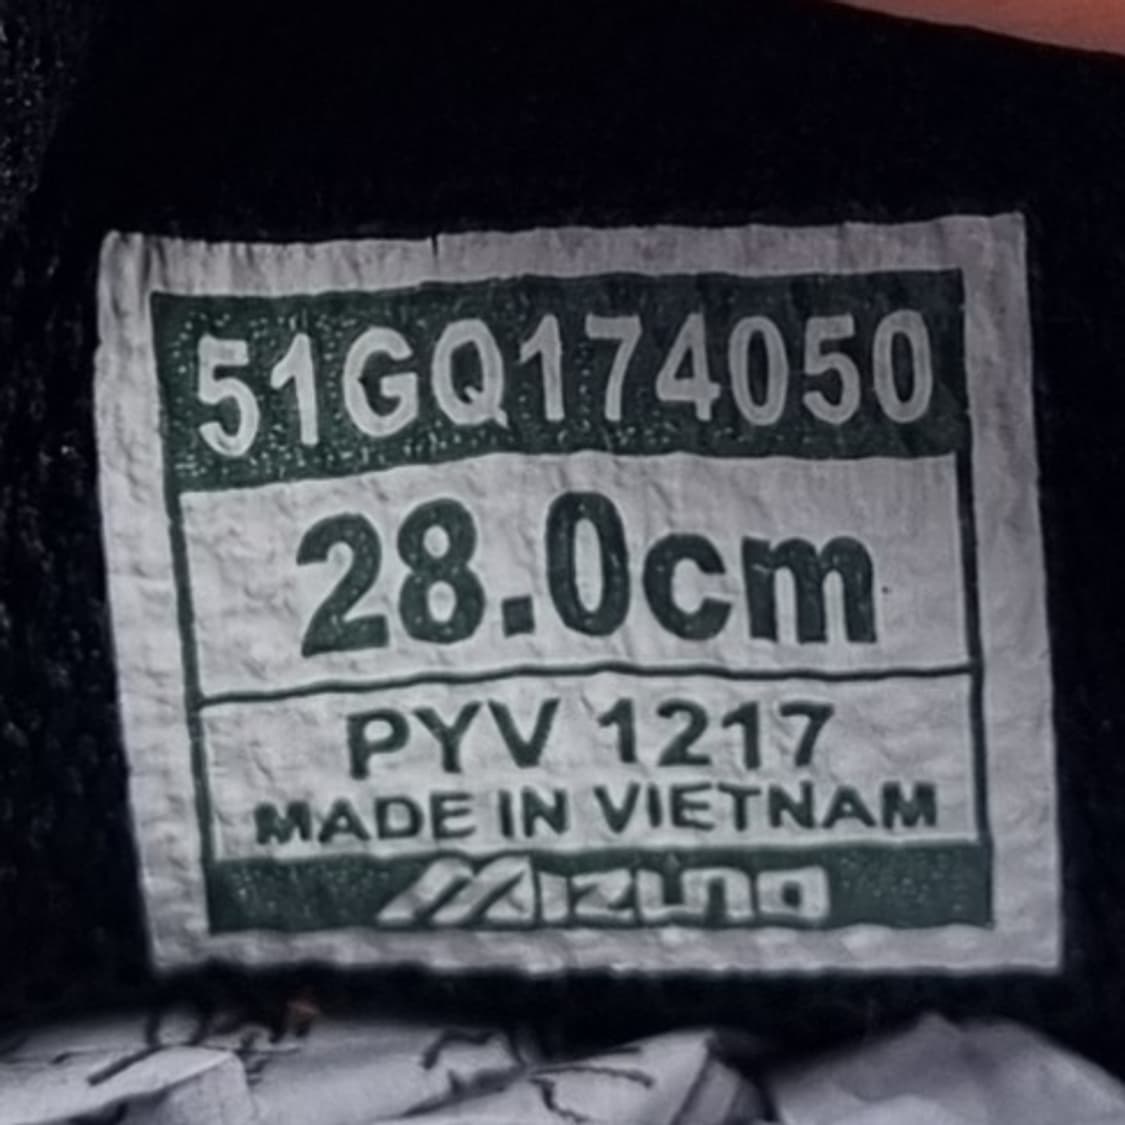 51GQ174050
28.0cm
PYV 1217
MADE IN VIETNAM
MIZUNO